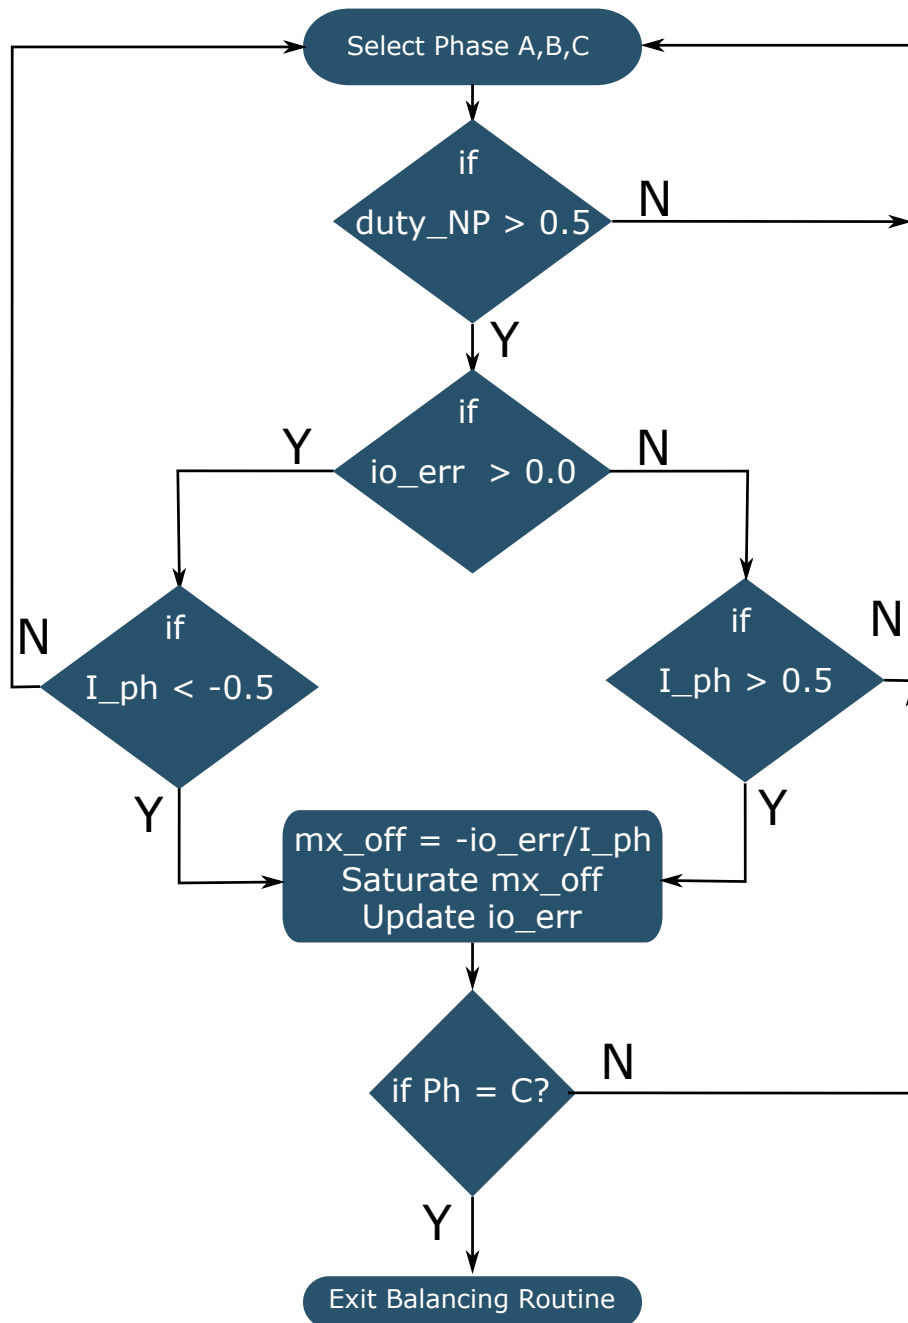 Select Phase A,B,C
if
duty_NP > 0.5
N
Y
if
io_err > 0.0
Y
N
if
I_ph < -0.5
N
Y
if
I_ph > 0.5
N
Y
mx_off = -io_err/I_ph
Saturate mx_off
Update io_err
if Ph = C?
N
Y
Exit Balancing Routine